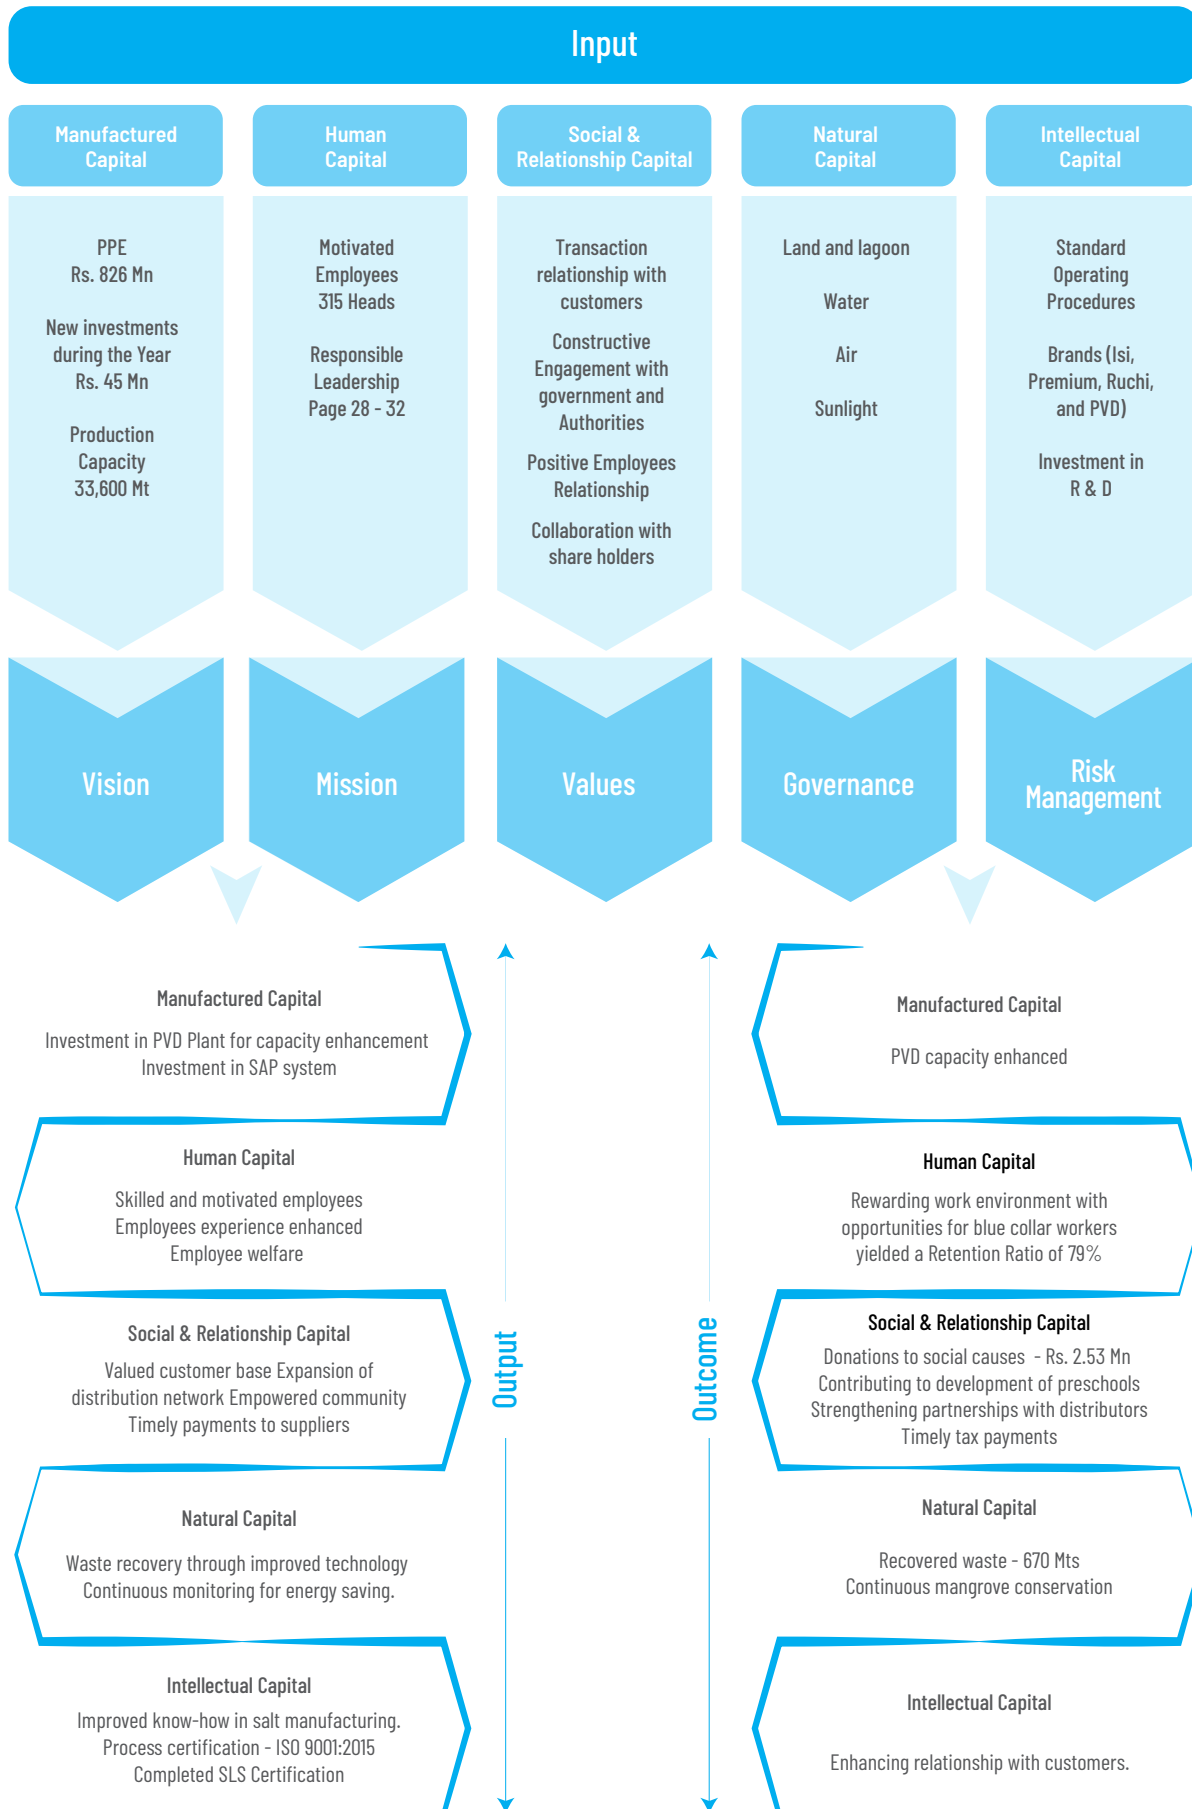 Input
Manufactured
Capital
Human
Capital
Social &
Relationship Capital
Natural
Capital
Intellectual
Capital
PPE
Rs. 826 Mn
New investments
during the Year
Rs. 45 Mn
Production
Capacity
33,600 Mt
Motivated
Employees
315 Heads
Responsible
Leadership
Page 28 - 32
Transaction
relationship with
customers
Constructive
Engagement with
government and
Authorities
Positive Employees
Relationship
Collaboration with
share holders
Land and lagoon
Water
Air
Sunlight
Standard
Operating
Procedures
Brands (Isi,
Premium, Ruchi,
and PVD)
Investment in
R & D
Vision
Mission
Values
Governance
Risk
Management
Manufactured Capital
Investment in PVD Plant for capacity enhancement
Investment in SAP system
Human Capital
Skilled and motivated employees
Employees experience enhanced
Employee welfare
Social & Relationship Capital
Valued customer base Expansion of
distribution network Empowered community
Timely payments to suppliers
Natural Capital
Waste recovery through improved technology
Continuous monitoring for energy saving.
Intellectual Capital
Improved know-how in salt manufacturing.
Process certification - ISO 9001:2015
Completed SLS Certification
Output
Outcome
Manufactured Capital
PVD capacity enhanced
Human Capital
Rewarding work environment with
opportunities for blue collar workers
yielded a Retention Ratio of 79%
Social & Relationship Capital
Donations to social causes - Rs. 2.53 Mn
Contributing to development of preschools
Strengthening partnerships with distributors
Timely tax payments
Natural Capital
Recovered waste - 670 Mts
Continuous mangrove conservation
Intellectual Capital
Enhancing relationship with customers.